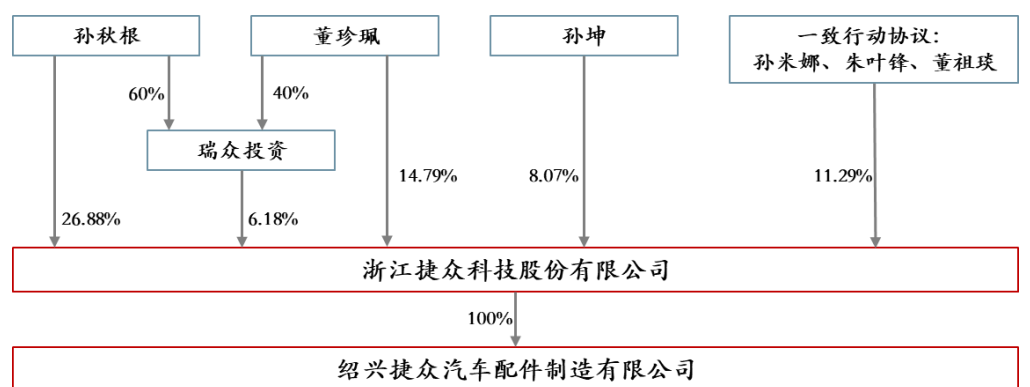 孙秋根
董珍珮
孙坤
一致行动协议：
孙米娜、朱叶锋、董祖琰
60%
40%
瑞众投资
14.79%
8.07%
11.29%
26.88%
6.18%
浙江捷众科技股份有限公司
100%
绍兴捷众汽车配件制造有限公司